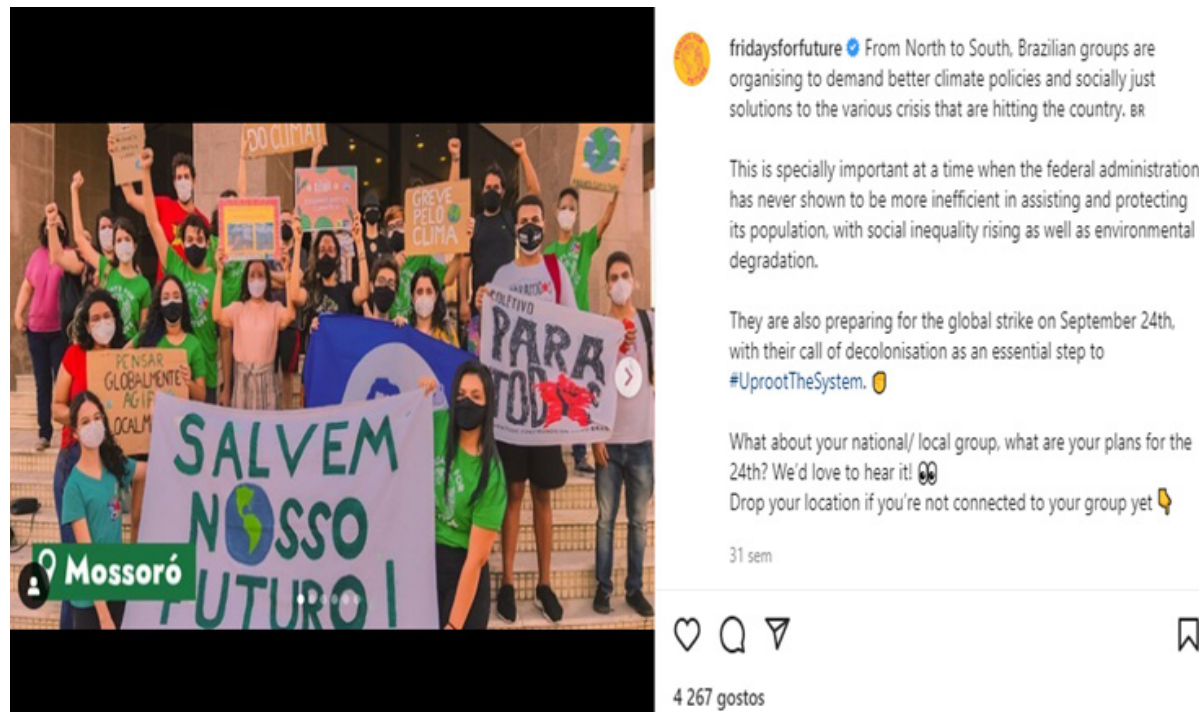 DO CLIMA!
GREVE
PELO
CLIMA
COLETIVO
PARA
TOD S
PENSAR
GLOBALMENTE
AGIR
LOCALM
SALVEM
NOSSO
FUTURO!
Mossoró
fridaysforfuture From North to South, Brazilian groups are
organising to demand better climate policies and socially just
solutions to the various crisis that are hitting the country. BR
This is specially important at a time when the federal administration
has never shown to be more inefficient in assisting and protecting
its population, with social inequality rising as well as environmental
degradation.
They are also preparing for the global strike on September 24th,
with their call of decolonisation as an essential step to
#UprootTheSystem. ✊
What about your national/ local group, what are your plans for the
24th? We'd love to hear it! 👀
Drop your location if you're not connected to your group yet 👇
31 sem
4 267 gostos